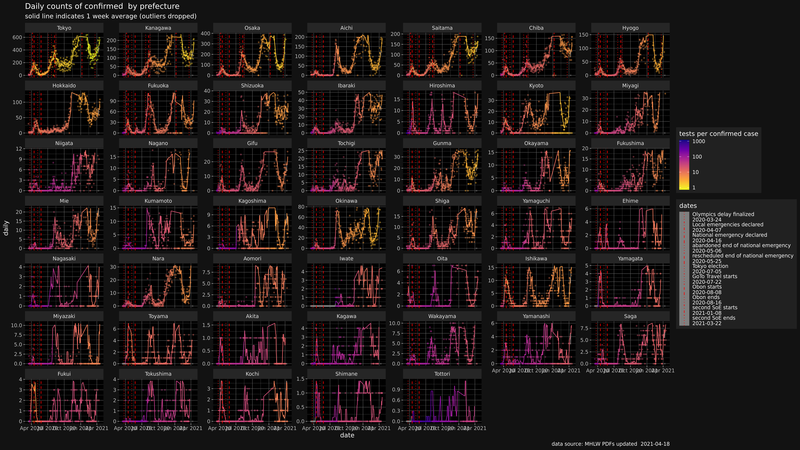 Daily counts of confirmed by prefecture
solid line indicates 1 week average (outliers dropped)
Tokyo Kanagawa Osaka Aichi Saitama Chiba Hyogo
Hokkaido Fukuoka Shizuoka Ibaraki Hiroshima Kyoto Miyagi
Niigata Nagano Gifu Tochigi Gunma Okayama Fukushima
Mie Kumamoto Kagoshima Okinawa Shiga Yamaguchi Ehime
Nagasaki Nara Aomori Iwate Oita Ishikawa Yamagata
Miyazaki Toyama Akita Kagawa Wakayama Yamanashi Saga
Fukui Tokushima Kochi Shimane Tottori
daily
date
tests per confirmed case
1000
100
10
1
dates
Olympics delay finalized
2020-03-24
Local emergencies declared
2020-04-07
National emergency declared
2020-04-16
abandoned end of national emergency
2020-05-06
rescheduled end of national emergency
2020-05-25
Tokyo election
2020-07-05
GoTo Travel starts
2020-07-22
Obon starts
2020-08-08
Obon ends
2020-08-16
second SoE starts
2021-01-08
second SoE ends
2021-03-22
data source: MHLW PDFs updated 2021-04-18